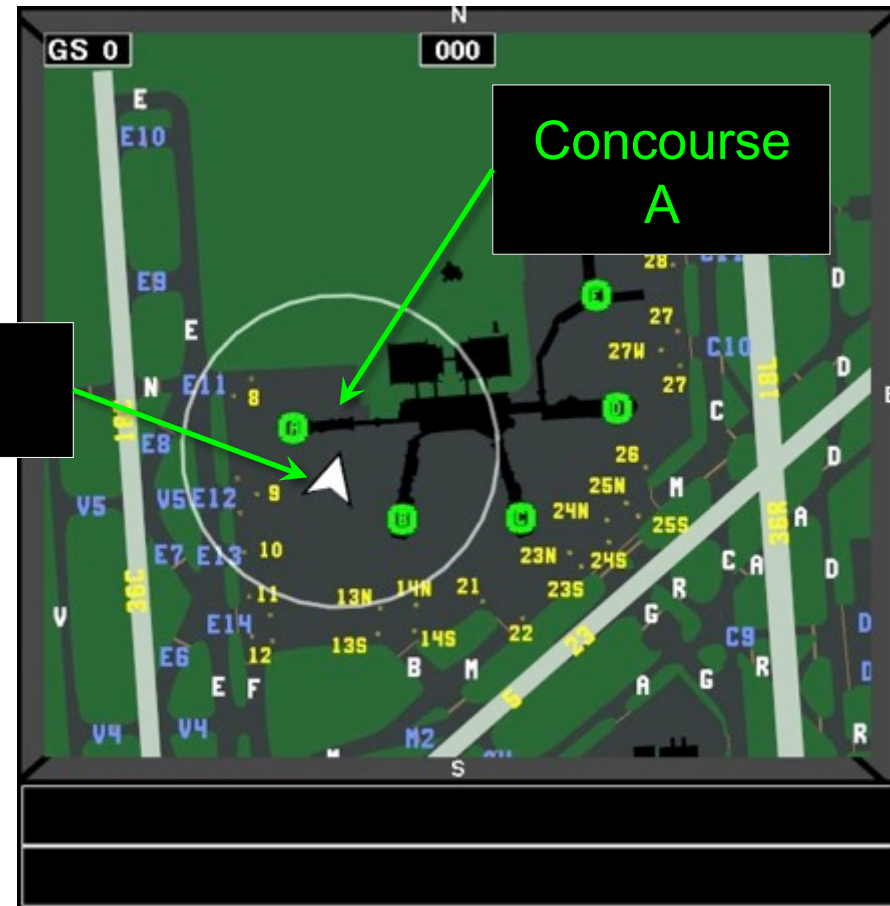 N
GS 0
000
Concourse
A
E
E10
E9
E
D
28
27
27W
C10
27
D
18L
N
E11
8
18L
A
D
C
E
E8
26
D
M
25N
V5
V5
E12
9
24N
B
C
25S
36R
A
E7
E13
10
23N
24S
C
A
D
36C
11
13N
14N
21
23S
R
V
E14
13S
14S
22
23
G
C9
D
E6
12
B
M
R
D
E
F
A
G
5
V4
V4
M2
R
S